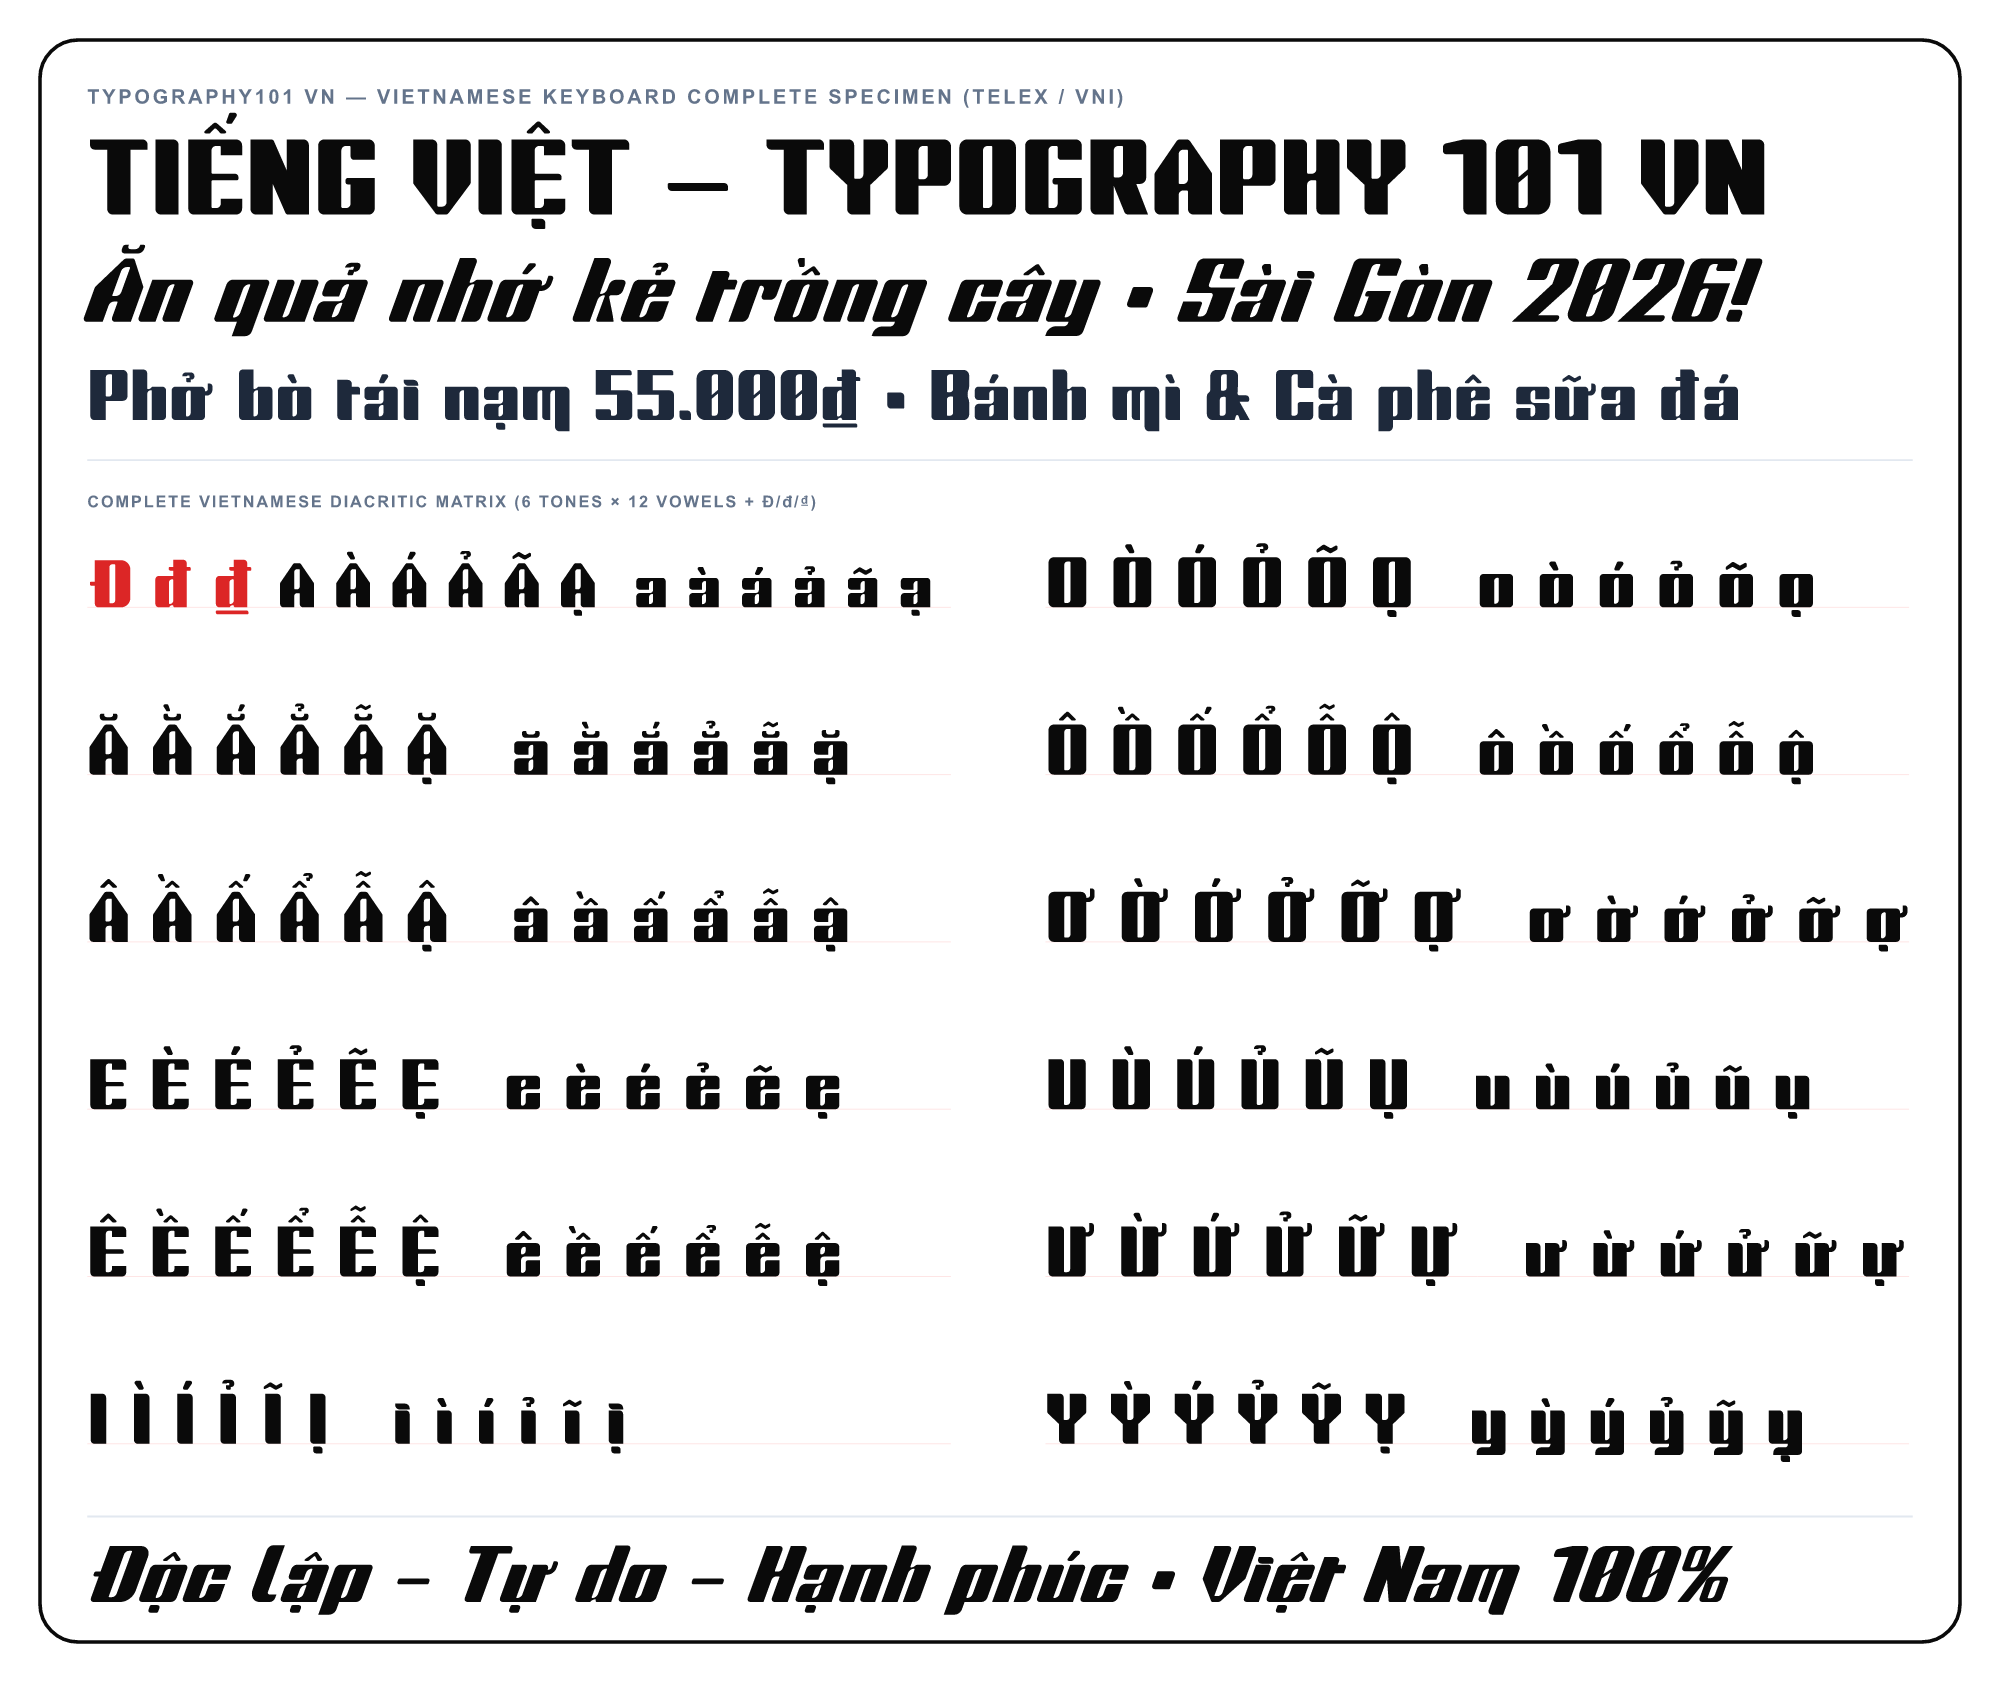 TYPOGRAPHY101 VN — VIETNAMESE KEYBOARD COMPLETE SPECIMEN (TELEX / VNI)
TIẾNG VIỆT — TYPOGRAPHY 101 VN
Ăn quả nhớ kẻ trồng cây • Sài Gòn 2026!
Phở bò tái nạm 55.000₫ • Bánh mì & Cà phê sữa đá
COMPLETE VIETNAMESE DIACRITIC MATRIX (6 TONES × 12 VOWELS + Đ/đ/₫)
Đ đ ₫ A À Á Ả Ã Ạ a à á ả ã ạ
O Ò Ó Ỏ Õ Ọ o ò ó ỏ õ ọ
Ă Ằ Ắ Ẳ Ẵ Ặ ă ằ ắ ẳ ẵ ặ
Ô Ồ Ố Ổ Ỗ Ộ ô ồ ố ổ ỗ ộ
Â Ầ Ấ Ẩ Ẫ Ậ â ầ ấ ẩ ẫ ậ
Ơ Ờ Ớ Ở Ỡ Ợ ơ ờ ớ ở ỡ ợ
E È É Ẻ Ẽ Ẹ e è é ẻ ẽ ẹ
U Ù Ú Ủ Ũ Ụ u ù ú ủ ũ ụ
Ê Ề Ế Ể Ễ Ệ ê ề ế ể ễ ệ
Ư Ừ Ứ Ử Ữ Ự ư ừ ứ ử ữ ự
I Ì Í Ỉ Ĩ Ị i ì í ỉ ĩ ị
Y Ỳ Ý Ỷ Ỹ Ỵ y ỳ ý ỷ ỹ ỵ
Độc lập – Tự do – Hạnh phúc • Việt Nam 100%